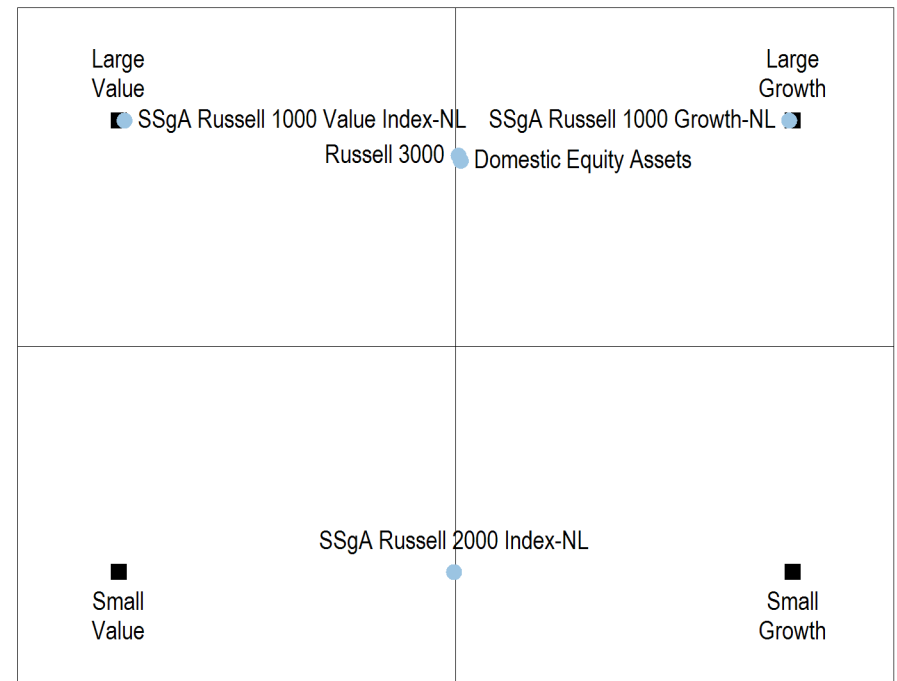 Large
Value
Large
Growth
SSgA Russell 1000 Value Index-NL
SSgA Russell 1000 Growth-NL
Russell 3000
Domestic Equity Assets
SSgA Russell 2000 Index-NL
Small
Value
Small
Growth